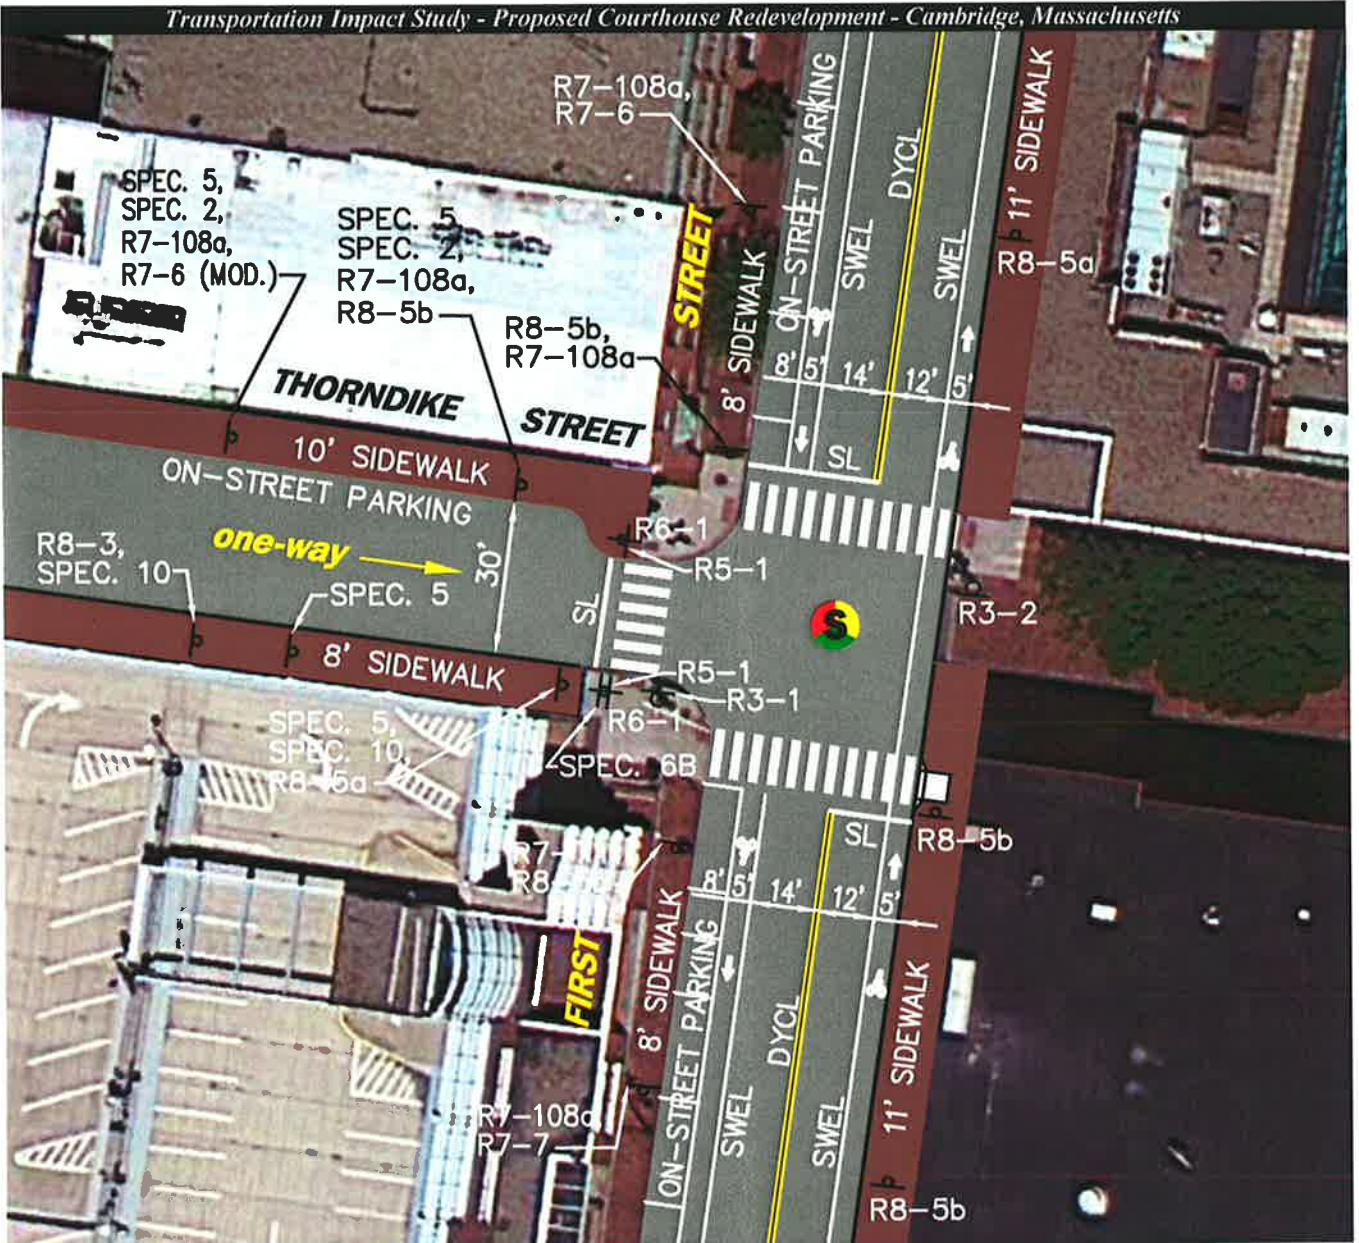 Transportation Impact Study - Proposed Courthouse Redevelopment - Cambridge, Massachusetts
R7-108a,
R7-6
ON-STREET PARKING
SWEL
DYCL
SWEL
11' SIDEWALK
R8-5a
SPEC. 5,
SPEC. 2,
R7-108a,
R7-6 (MOD.)
SPEC. 5,
SPEC. 2,
R7-108a,
R8-5b
R8-5b,
R7-108a
STREET
8' SIDEWALK
8' 5' 14' 12' 5'
THORNDIKE STREET
SL
10' SIDEWALK
ON-STREET PARKING
one-way
30'
R8-3,
SPEC. 10
SPEC. 5
8' SIDEWALK
SL
R6-1
R5-1
S
R3-2
R5-1
R3-1
R6-1
SPEC. 6B
SPEC. 5,
SPEC. 10,
R8-5a
SL
R8-5b
R7-
R8-
8' 5' 14' 12' 5'
FIRST
8' SIDEWALK
ON-STREET PARKING
SWEL
DYCL
SWEL
11' SIDEWALK
R7-108a,
R7-7
R8-5b